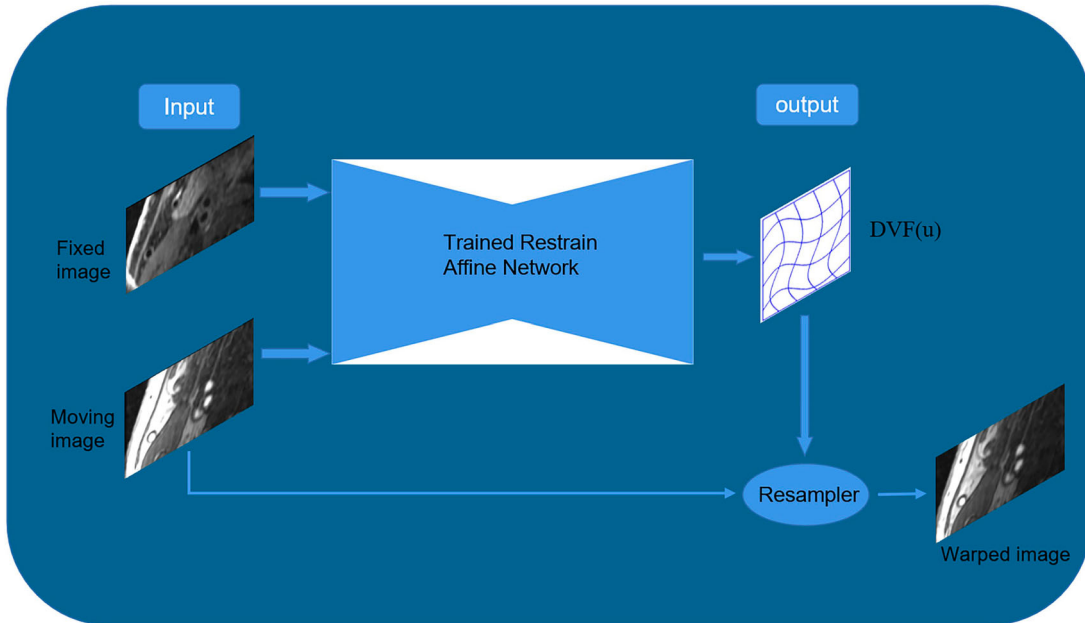 Input
output
Fixed
image
Trained Restrain
Affine Network
DVF(u)
Moving
image
Resampler
Warped image